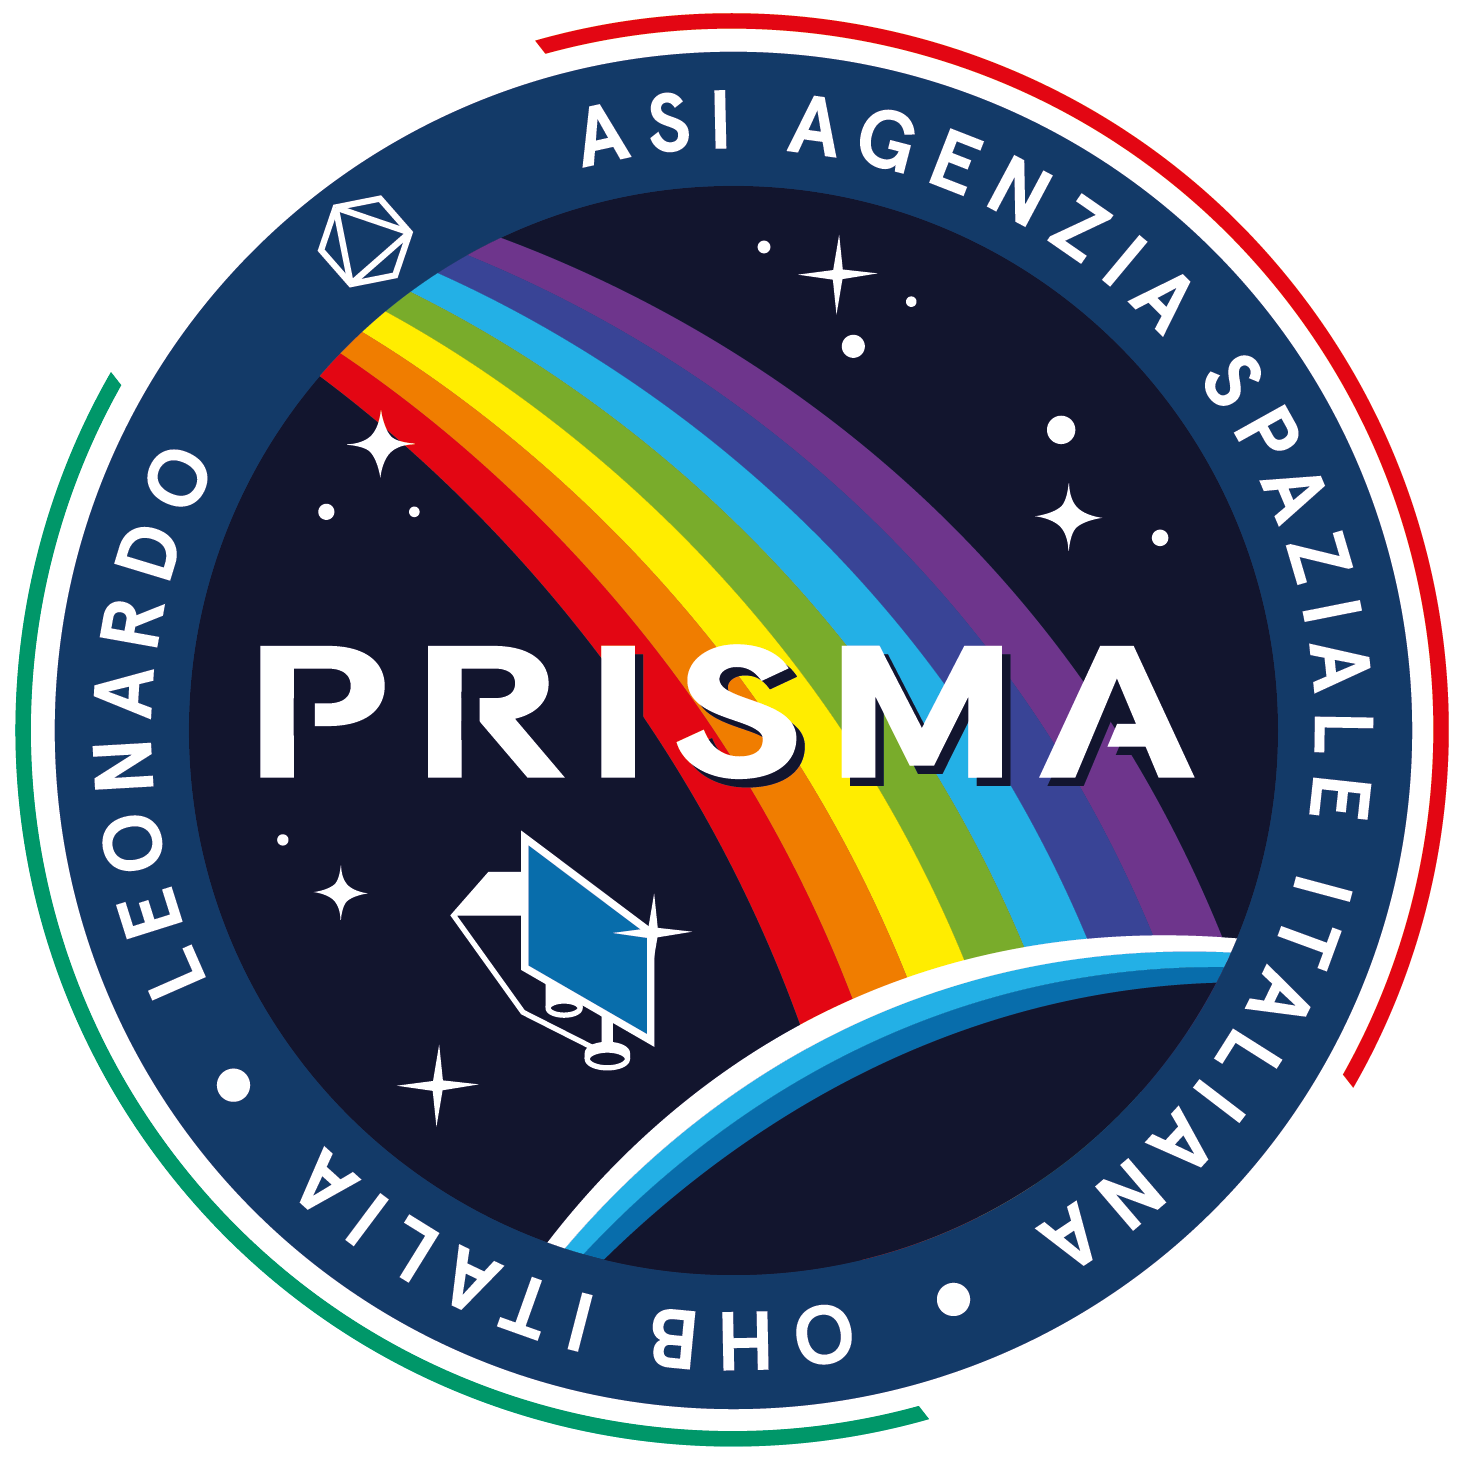 ASI AGENZIA SPAZIALE ITALIANA • OHB ITALIA • LEONARDO
PRISMA